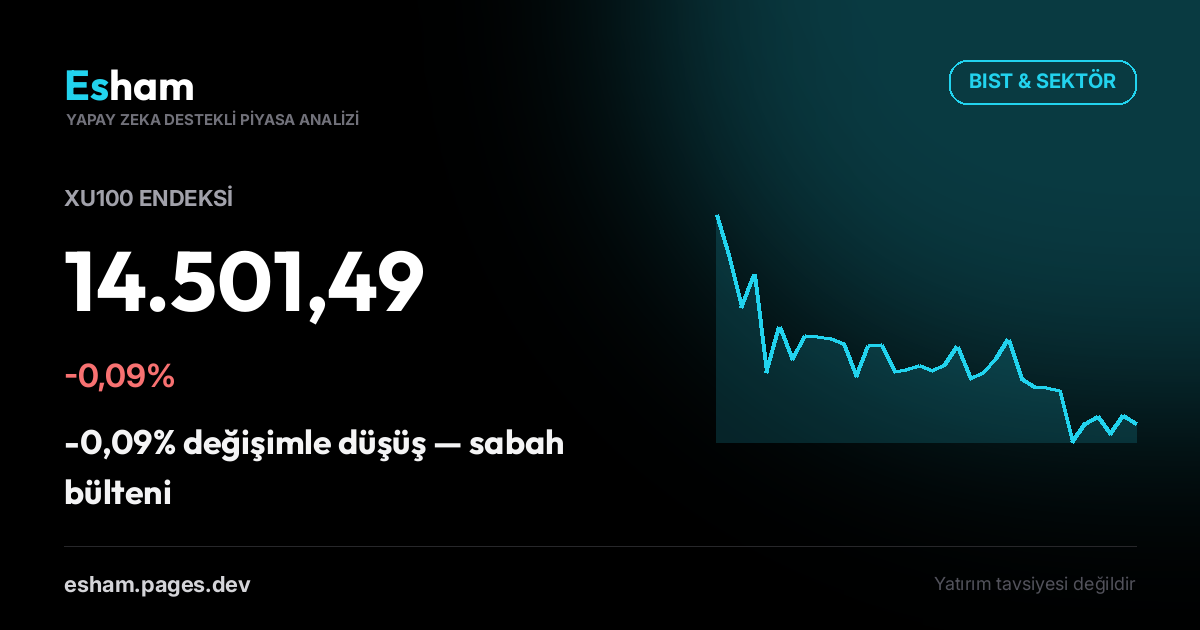 Esham
YAPAY ZEKA DESTEKLİ PİYASA ANALİZİ
BIST & SEKTÖR
XU100 ENDEKSİ
14.501,49
-0,09%
-0,09% değişimle düşüş — sabah
bülteni
esham.pages.dev
Yatırım tavsiyesi değildir